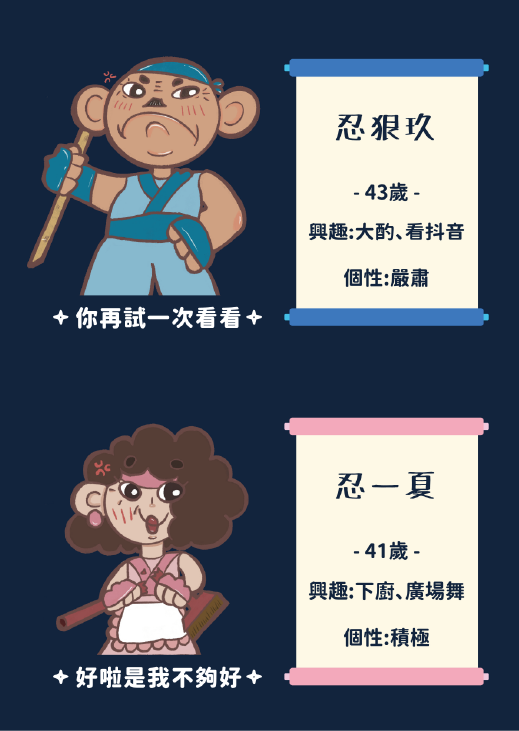 忍狠玖
- 43歲 -
興趣:大酌、看抖音
個性:嚴肅
你再試一次看看
忍一夏
- 41歲 -
興趣:下廚、廣場舞
個性:積極
好啦是我不夠好